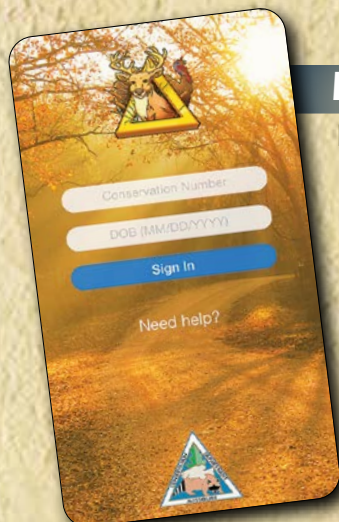 Conservation Number
DOB (MM/DD/YYYY)
Sign In
Need help?